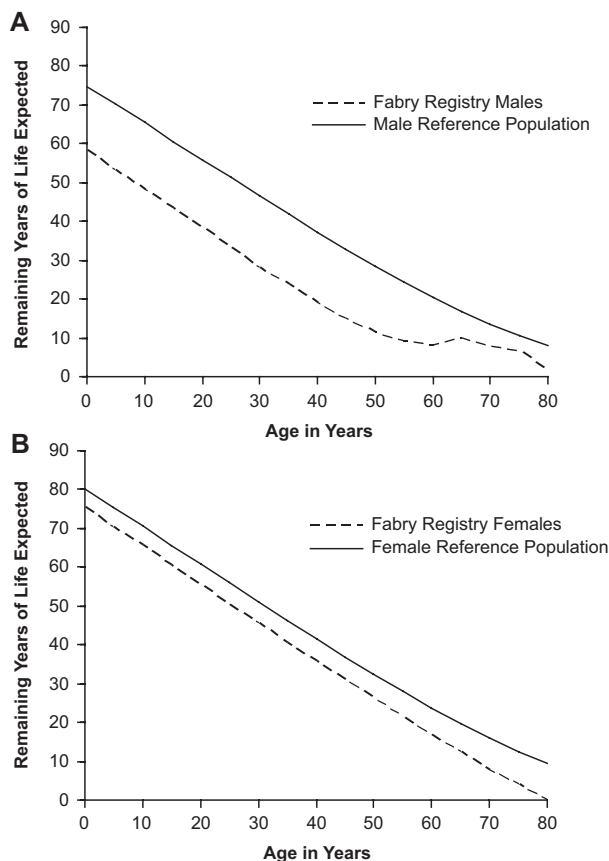 A
Remaining Years of Life Expected
90
80
70
60
50
40
30
20
10
0
Fabry Registry Males
Male Reference Population
0 10 20 30 40 50 60 70 80
Age in Years
B
Remaining Years of Life Expected
90
80
70
60
50
40
30
20
10
0
Fabry Registry Females
Female Reference Population
0 10 20 30 40 50 60 70 80
Age in Years